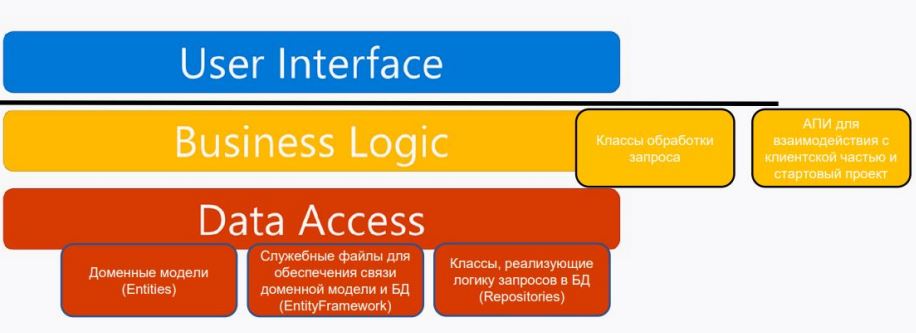 User Interface
Business Logic
Классы обработки
запроса
АПИ для
взаимодействия с
клиентской частью и
стартовый проект
Data Access
Доменные модели
(Entities)
Служебные файлы для
обеспечения связи
доменной модели и БД
(EntityFramework)
Классы, реализующие
логику запросов в БД
(Repositories)